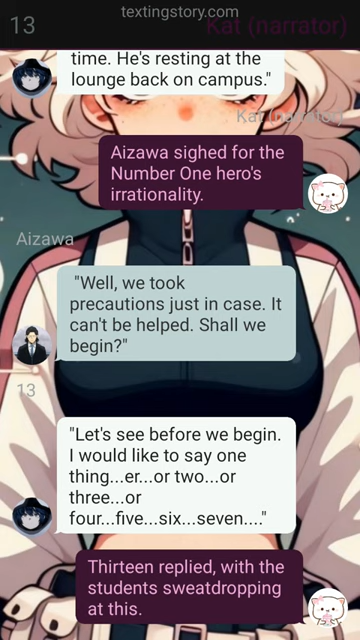 textingstory.com
13
Kat (narrator)
time. He's resting at the
lounge back on campus."
Kat (narrator)
Aizawa sighed for the
Number One hero's
irrationality.
Aizawa
"Well, we took
precautions just in case. It
can't be helped. Shall we
begin?"
13
"Let's see before we begin.
I would like to say one
thing...er...or two...or
three...or
four...five...six...seven...."
Thirteen replied, with the
students sweatdropping
at this.